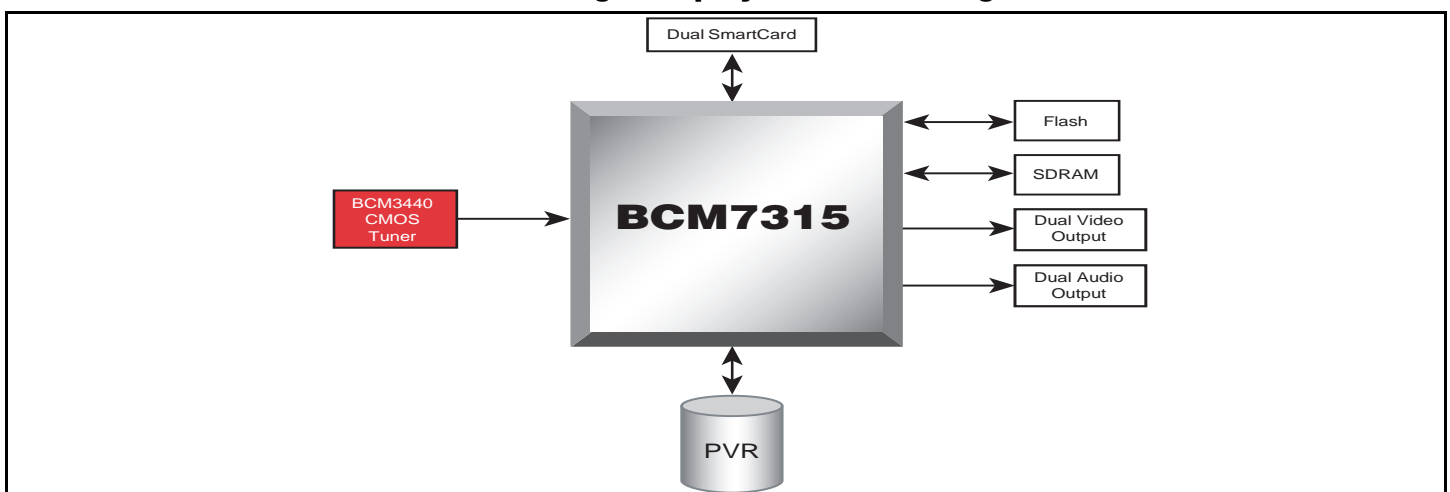 Dual SmartCard
Flash
SDRAM
BCM7315
BCM3440
CMOS
Tuner
Dual Video
Output
Dual Audio
Output
PVR